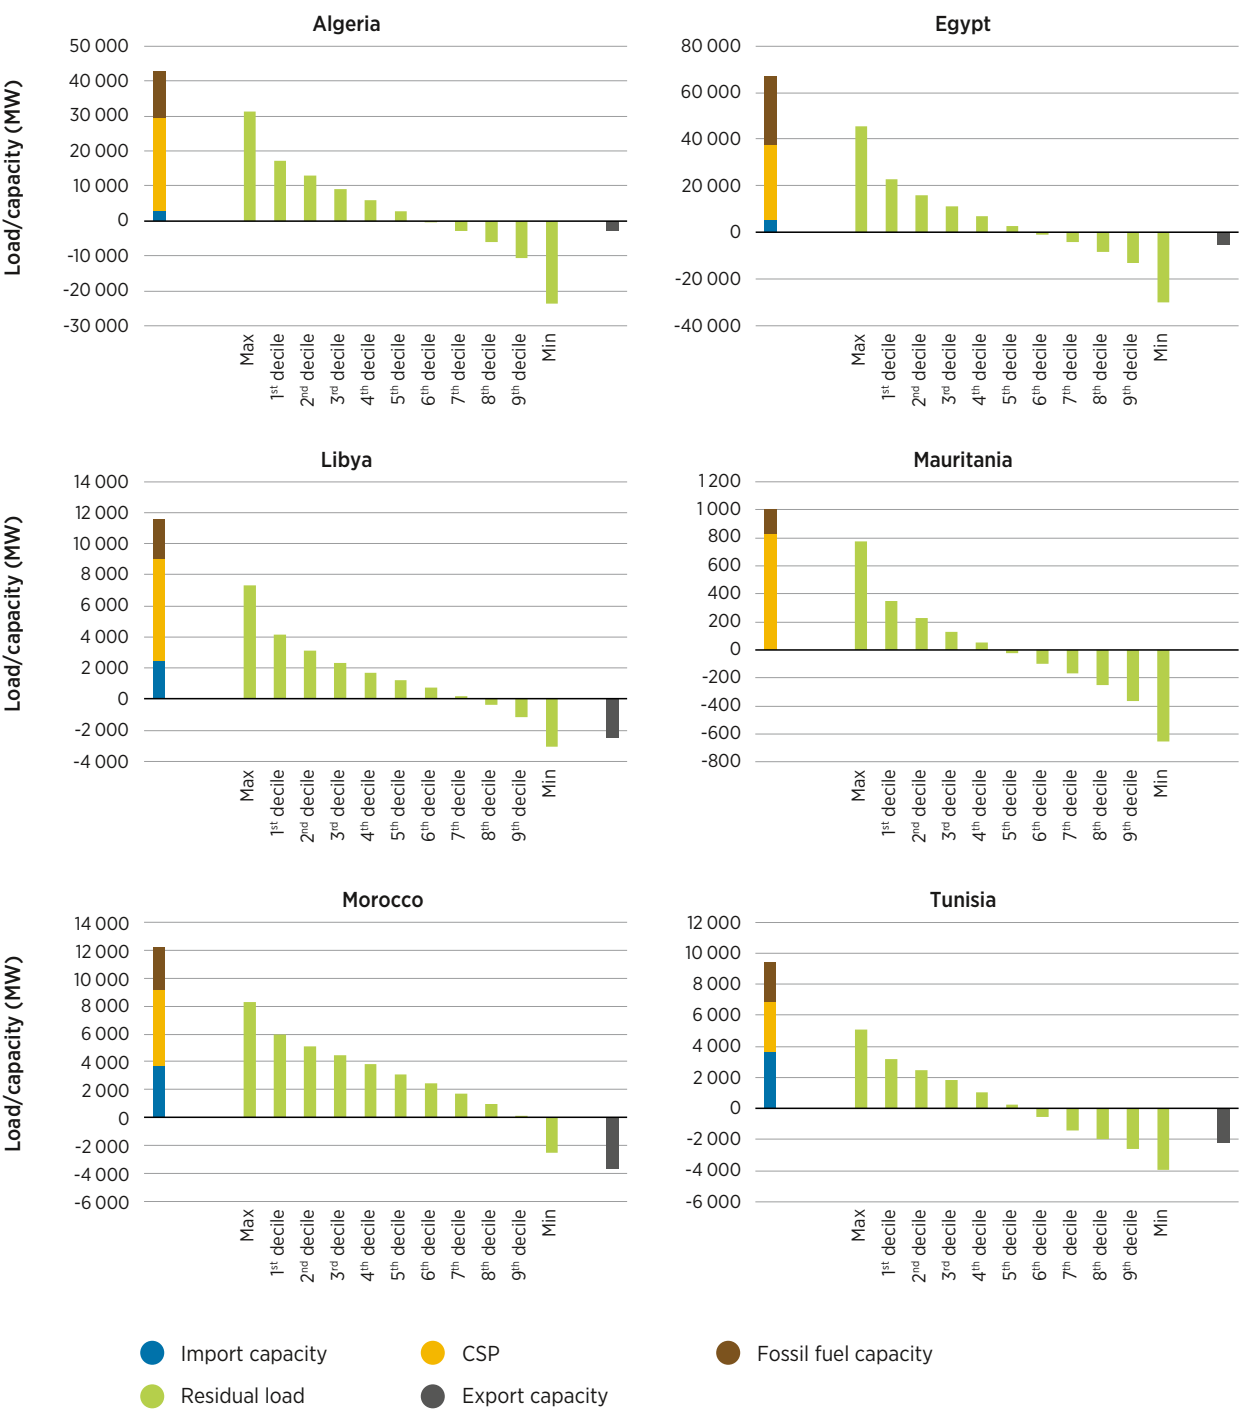 Algeria
Load/capacity (MW)
50 000
40 000
30 000
20 000
10 000
0
-10 000
-20 000
-30 000
Max
1st decile
2nd decile
3rd decile
4th decile
5th decile
6th decile
7th decile
8th decile
9th decile
Min
Egypt
80 000
60 000
40 000
20 000
0
-20 000
-40 000
Max
1st decile
2nd decile
3rd decile
4th decile
5th decile
6th decile
7th decile
8th decile
9th decile
Min
Libya
Load/capacity (MW)
14 000
12 000
10 000
8 000
6 000
4 000
2 000
0
-2 000
-4 000
Max
1st decile
2nd decile
3rd decile
4th decile
5th decile
6th decile
7th decile
8th decile
9th decile
Min
Mauritania
1 200
1 000
800
600
400
200
0
-200
-400
-600
-800
Max
1st decile
2nd decile
3rd decile
4th decile
5th decile
6th decile
7th decile
8th decile
9th decile
Min
Morocco
Load/capacity (MW)
14 000
12 000
10 000
8 000
6 000
4 000
2 000
0
-2 000
-4 000
-6 000
Max
1st decile
2nd decile
3rd decile
4th decile
5th decile
6th decile
7th decile
8th decile
9th decile
Min
Tunisia
12 000
10 000
8 000
6 000
4 000
2 000
0
-2 000
-4 000
-6 000
Max
1st decile
2nd decile
3rd decile
4th decile
5th decile
6th decile
7th decile
8th decile
9th decile
Min
Import capacity
CSP
Fossil fuel capacity
Residual load
Export capacity